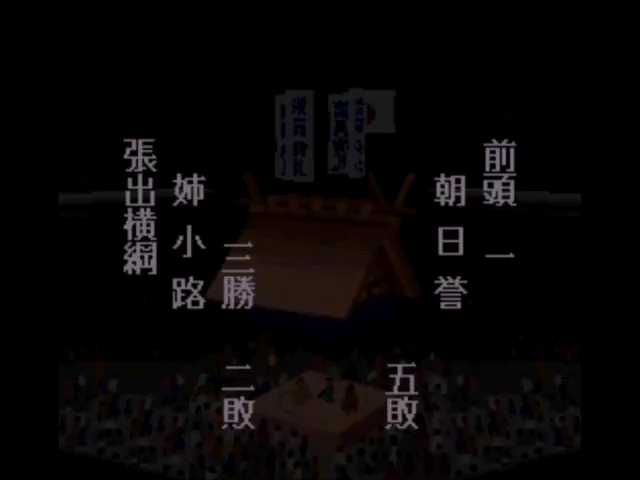 前頭 一
朝日誉
五敗
三勝 二敗
姉小路
張出横綱